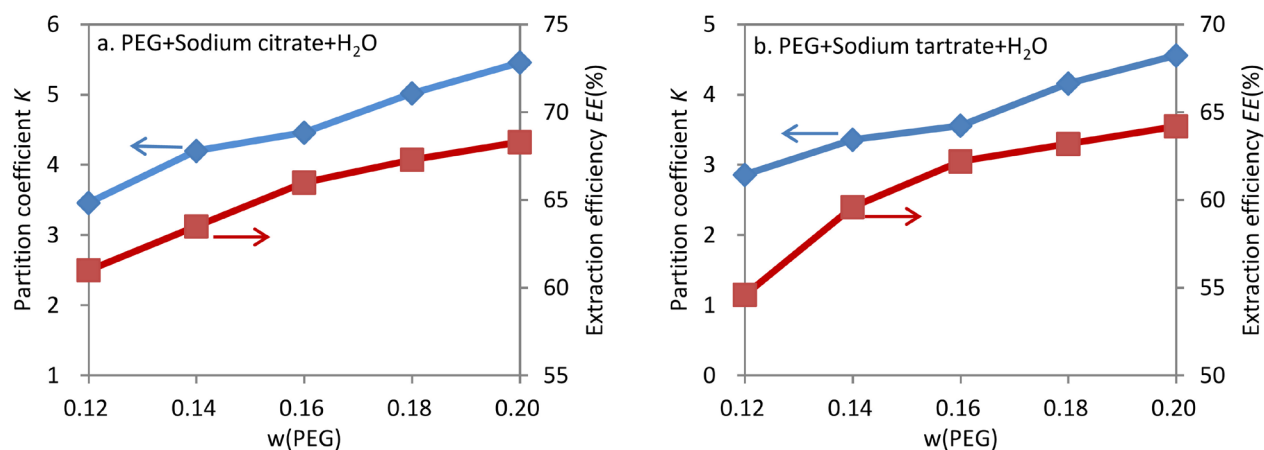 a. PEG+Sodium citrate+H₂O
Partition coefficient K
6
5
4
3
2
1
Extraction efficiency EE(%)
75
70
65
60
55
0.12 0.14 0.16 0.18 0.20
w(PEG)
b. PEG+Sodium tartrate+H₂O
Partition coefficient K
5
4
3
2
1
0
Extraction efficiency EE(%)
70
65
60
55
50
0.12 0.14 0.16 0.18 0.20
w(PEG)